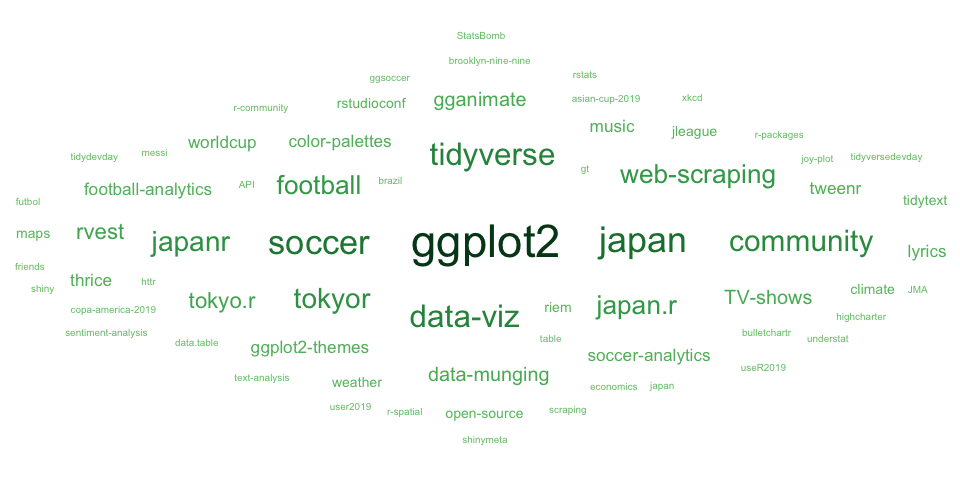 StatsBomb
brooklyn-nine-nine
ggsoccer
rstats
r-community
rstudioconf
gganimate
asian-cup-2019
xkcd
worldcup
color-palettes
music
jleague
r-packages
tidydevday
messi
tidyverse
joy-plot
tidyversedevday
football-analytics
API
football
brazil
gt
web-scraping
tweenr
futbol
tidytext
maps
rvest
japanr
soccer
ggplot2
japan
community
lyrics
friends
thrice
httr
shiny
tokyo.r
tokyor
data-viz
riem
japan.r
TV-shows
climate
JMA
copa-america-2019
highcharter
sentiment-analysis
data.table
ggplot2-themes
table
soccer-analytics
bulletchartr
understat
text-analysis
weather
data-munging
economics
japan
useR2019
user2019
r-spatial
open-source
scraping
shinymeta